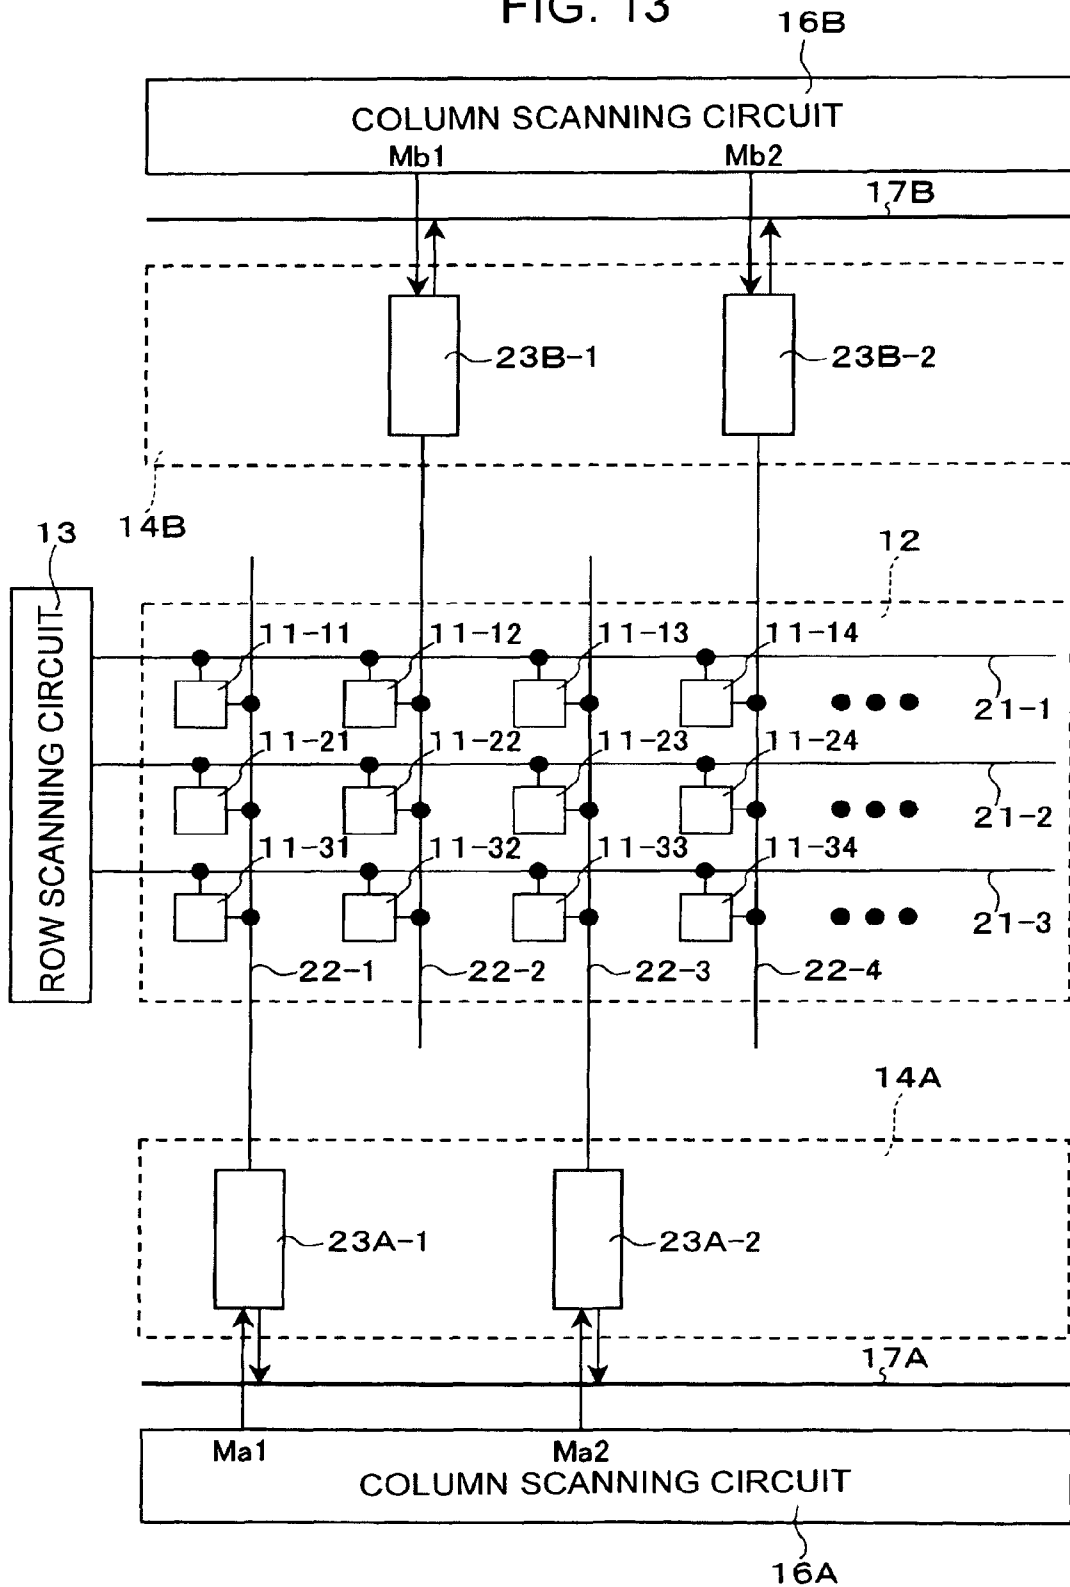 FIG. 13
16B
COLUMN SCANNING CIRCUIT
Mb1 Mb2
17B
23B-1 23B-2
14B
13
12
ROW SCANNING CIRCUIT
11-11 11-12 11-13 11-14
21-1
11-21 11-22 11-23 11-24
21-2
11-31 11-32 11-33 11-34
21-3
22-1 22-2 22-3 22-4
14A
23A-1 23A-2
17A
Ma1 Ma2
COLUMN SCANNING CIRCUIT
16A